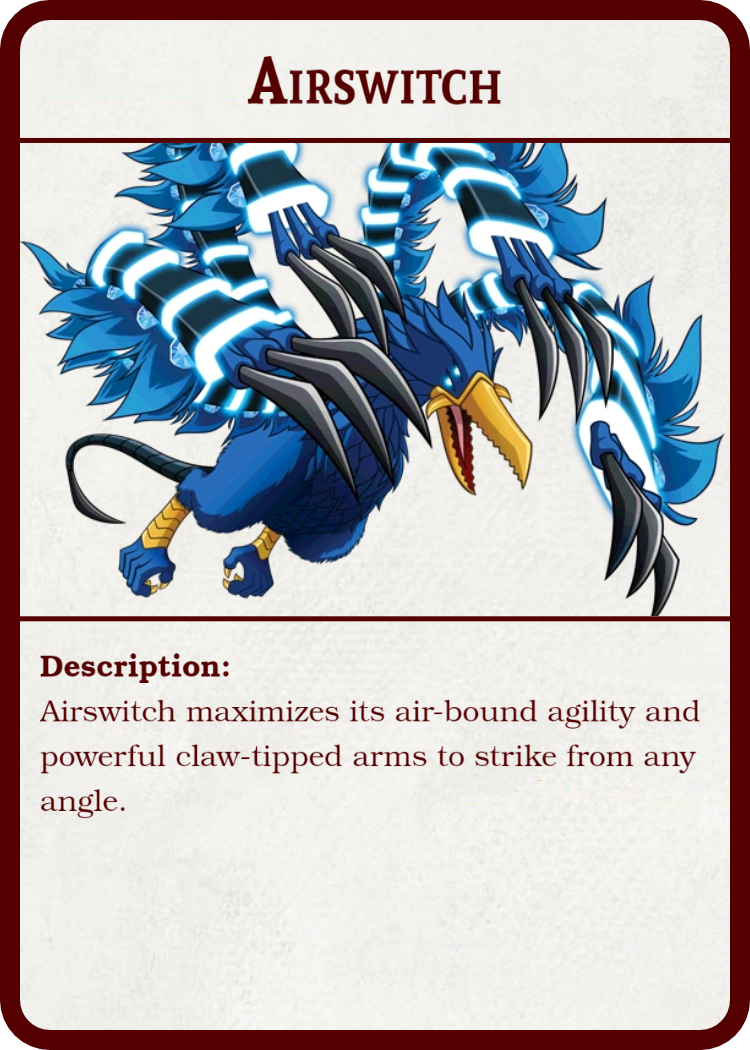 Airswitch
Description:
Airswitch maximizes its air-bound agility and
powerful claw-tipped arms to strike from any
angle.